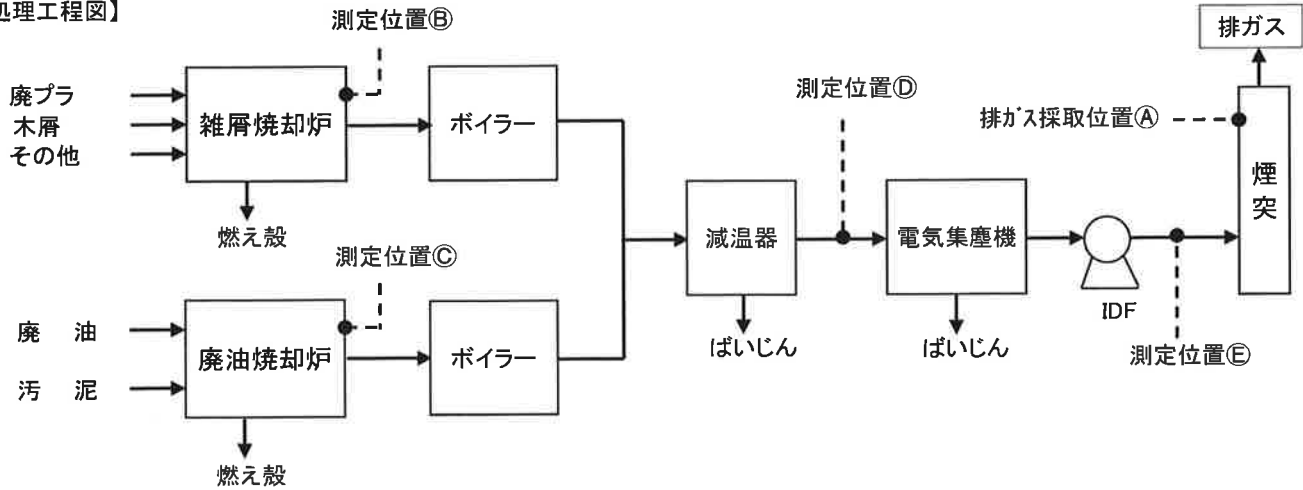 処理工程図】
測定位置Ⓑ
排ガス
廃プラ
木屑
その他
雑屑焼却炉
ボイラー
測定位置Ⓓ
排ガス採取位置Ⓐ
煙突
燃え殻
減温器
電気集塵機
測定位置Ⓒ
IDF
廃 油
汚 泥
廃油焼却炉
ボイラー
ばいじん
ばいじん
測定位置Ⓔ
燃え殻